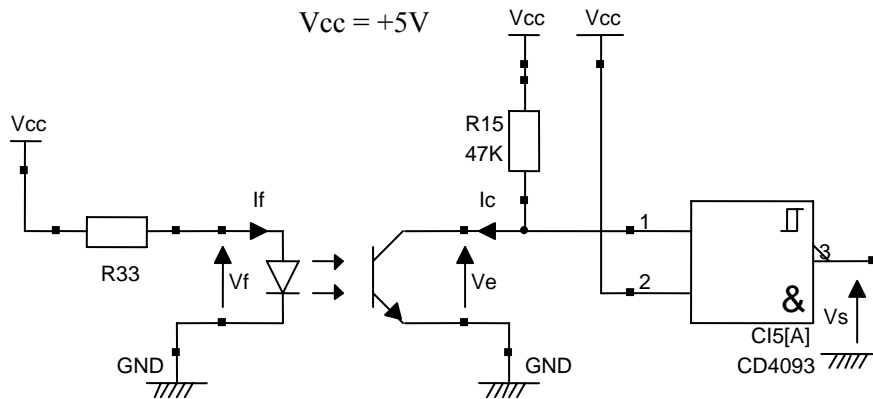 Vcc = +5V
Vcc
Vcc
Vcc
R15
47K
If
Ic
1
R33
Vf
Ve
2
3
&
Vs
CI5[A]
GND
GND
CD4093